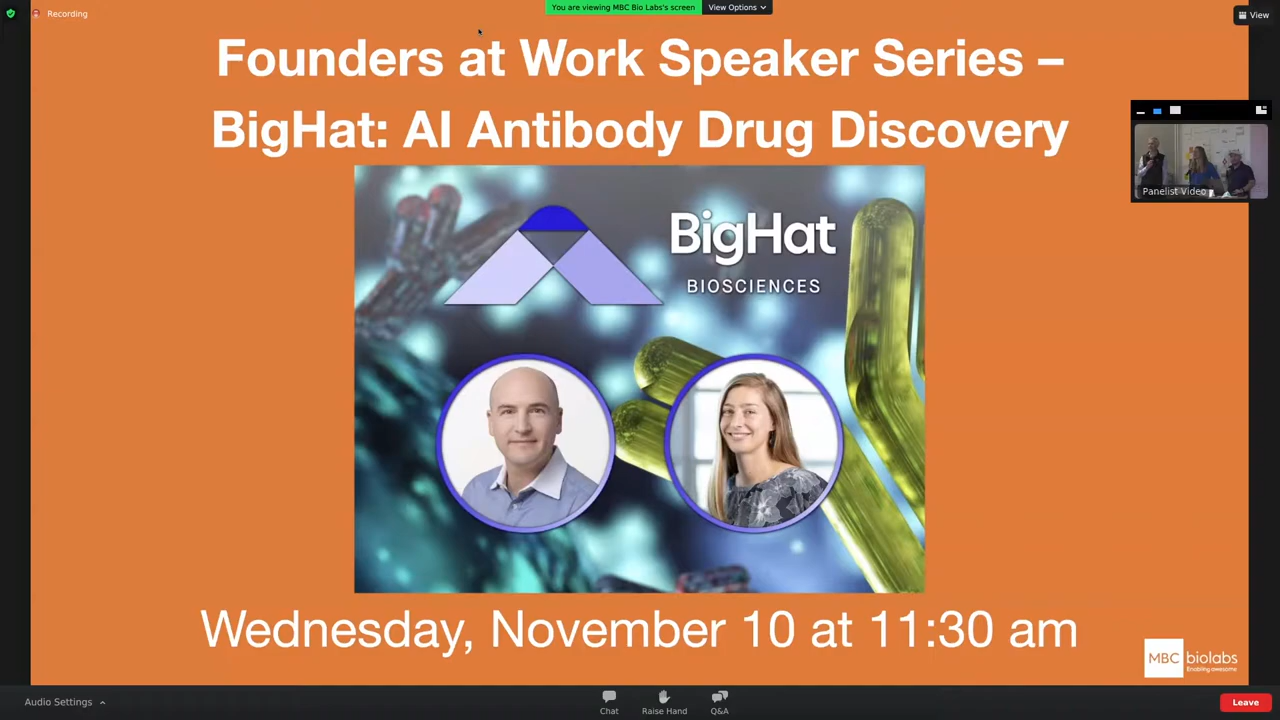 Recording
You are viewing MBC Bio Labs's screen
View Options
View
Founders at Work Speaker Series –
BigHat: AI Antibody Drug Discovery
Panelist Video
BigHat
BIOSCIENCES
Wednesday, November 10 at 11:30 am
MBC biolabs
Enabling awesome
Audio Settings
Chat
Raise Hand
Q&A
Leave